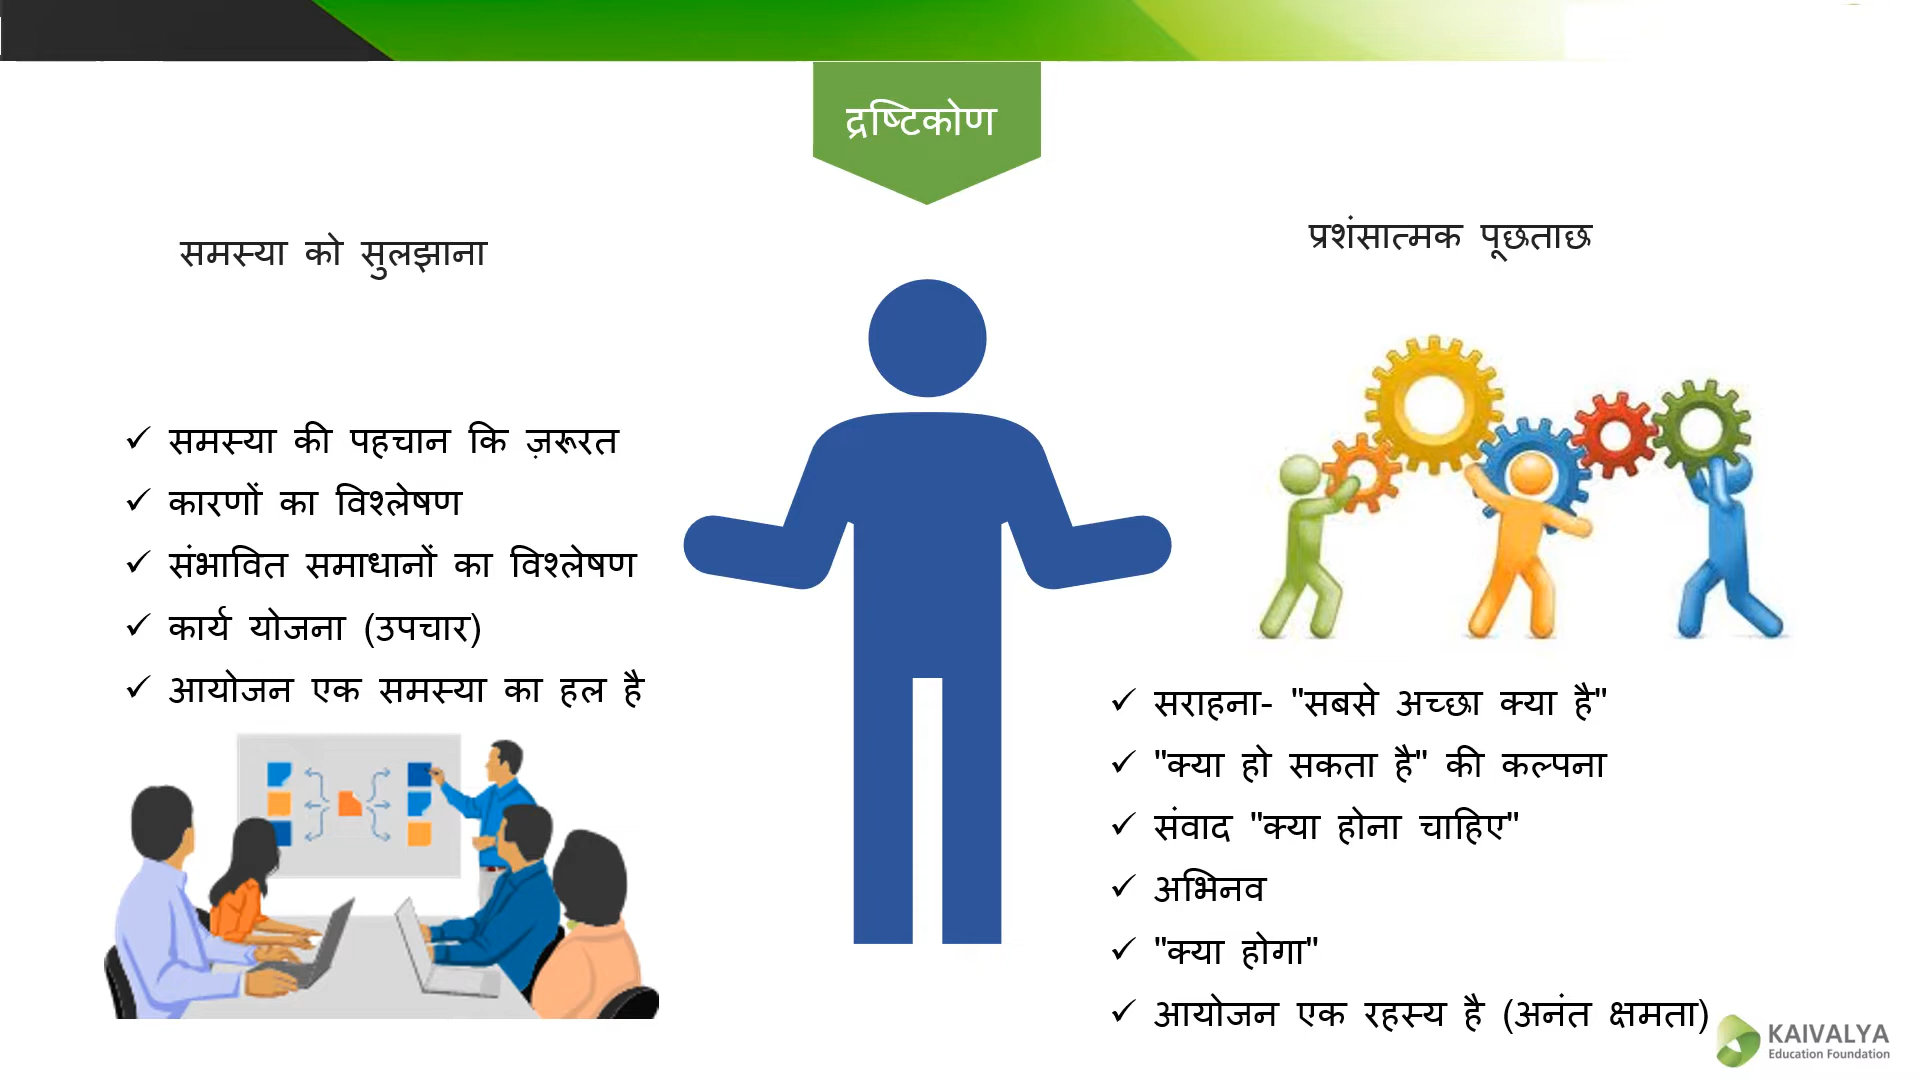 द्रष्टिकोण
समस्या को सुलझाना
✓ समस्या की पहचान कि ज़रूरत
✓ कारणों का विश्लेषण
✓ संभावित समाधानों का विश्लेषण
✓ कार्य योजना (उपचार)
✓ आयोजन एक समस्या का हल है
प्रशंसात्मक पूछताछ
✓ सराहना- "सबसे अच्छा क्या है"
✓ "क्या हो सकता है" की कल्पना
✓ संवाद "क्या होना चाहिए"
✓ अभिनव
✓ "क्या होगा"
✓ आयोजन एक रहस्य है (अनंत क्षमता)
KAIVALYA
Education Foundation